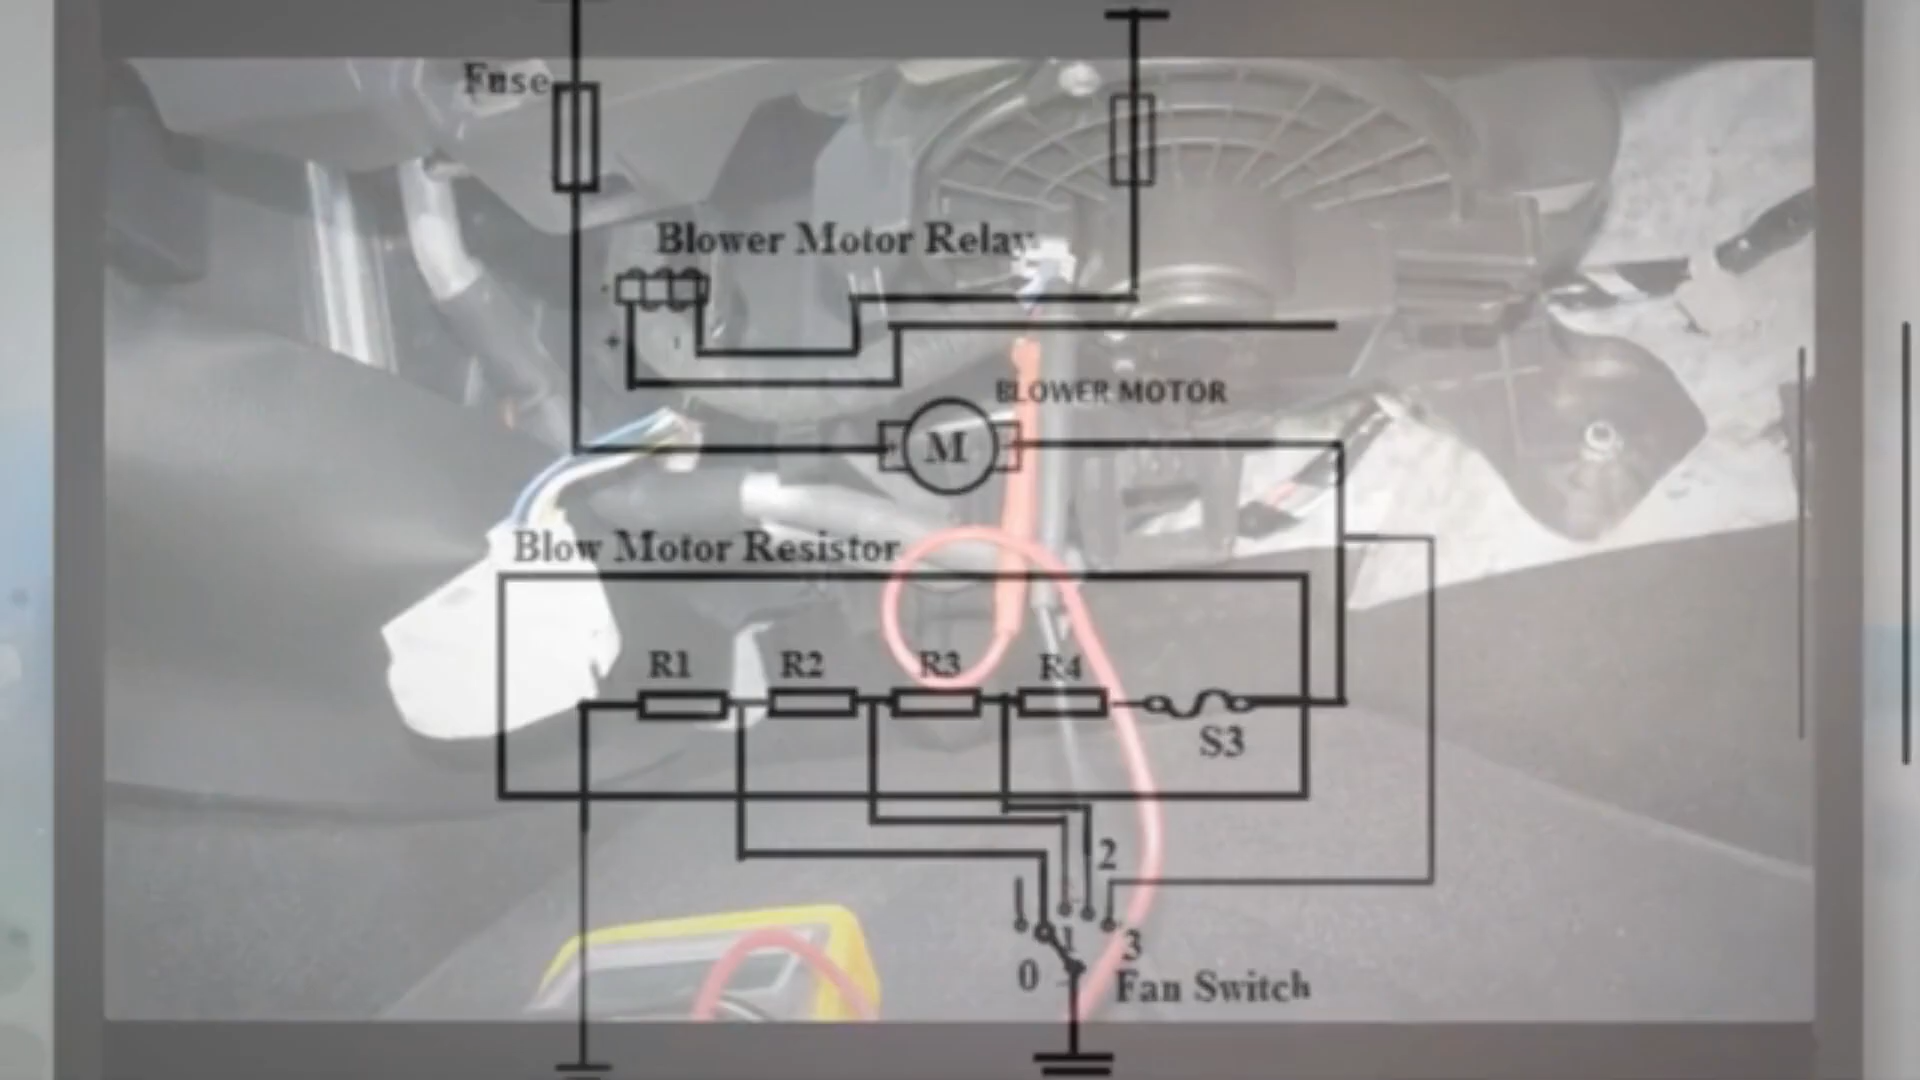 Fuse
Blower Motor Relay
+
BLOWER MOTOR
M
Blow Motor Resistor
R1 R2 R3 R4
S3
2
1
3
0
Fan Switch